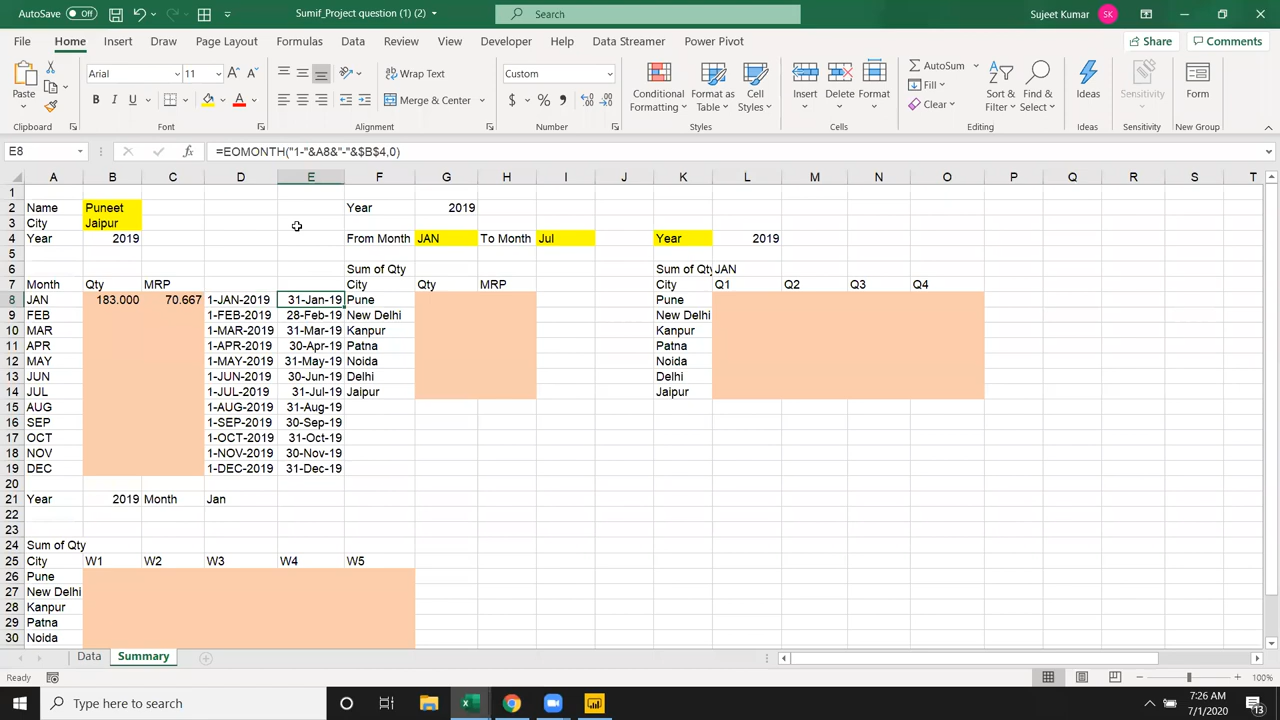 AutoSave Off Sumif_Project question (1) (2) Search Sujeet Kumar SK
File Home Insert Draw Page Layout Formulas Data Review View Developer Help Data Streamer Power Pivot Share Comments
Paste Arial 11 Wrap Text Custom Conditional Formatting Format as Table Cell Styles Insert Delete Format AutoSum Fill Clear Sort & Filter Find & Select Ideas Sensitivity Form
B I U A Merge & Center $ %
Clipboard Font Alignment Number Styles Cells Editing Ideas Sensitivity New Group
E8 fx =EOMONTH("1-"&A8&"-"&$B$4,0)
A B C D E F G H I J K L M N O P Q R S T
1
2 Name Puneet Year 2019
3 City Jaipur
4 Year 2019 From Month JAN To Month Jul Year 2019
5
6 Sum of Qty Sum of Qty JAN
7 Month Qty MRP City Qty MRP City Q1 Q2 Q3 Q4
8 JAN 183.000 70.667 1-JAN-2019 31-Jan-19 Pune Pune
9 FEB 1-FEB-2019 28-Feb-19 New Delhi New Delhi
10 MAR 1-MAR-2019 31-Mar-19 Kanpur Kanpur
11 APR 1-APR-2019 30-Apr-19 Patna Patna
12 MAY 1-MAY-2019 31-May-19 Noida Noida
13 JUN 1-JUN-2019 30-Jun-19 Delhi Delhi
14 JUL 1-JUL-2019 31-Jul-19 Jaipur Jaipur
15 AUG 1-AUG-2019 31-Aug-19
16 SEP 1-SEP-2019 30-Sep-19
17 OCT 1-OCT-2019 31-Oct-19
18 NOV 1-NOV-2019 30-Nov-19
19 DEC 1-DEC-2019 31-Dec-19
20
21 Year 2019 Month Jan
22
23
24 Sum of Qty
25 City W1 W2 W3 W4 W5
26 Pune
27 New Delhi
28 Kanpur
29 Patna
30 Noida
Data Summary
Ready 100%
Type here to search 7:26 AM
7/1/2020 13